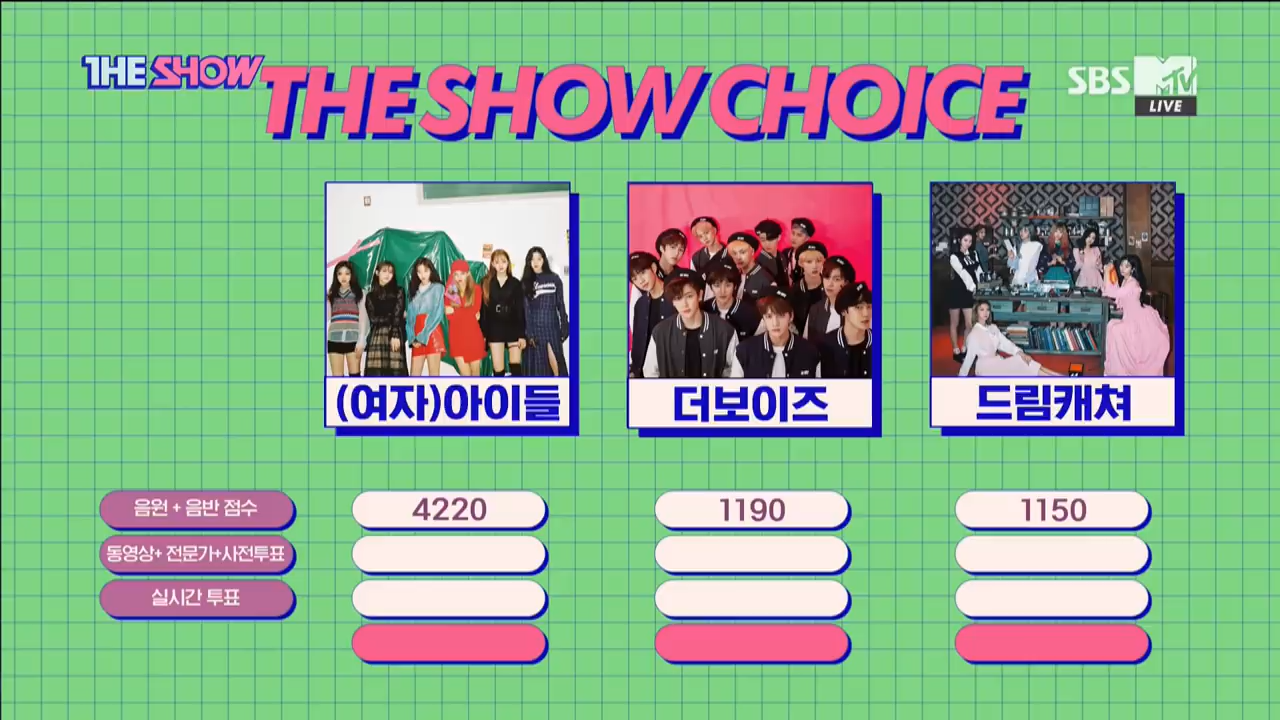 THE SHOW
THE SHOW CHOICE
SBS MTV
LIVE
(여자)아이들
더보이즈
드림캐쳐
음원 + 음반 점수
4220
1190
1150
동영상+ 전문가+사전투표
실시간 투표